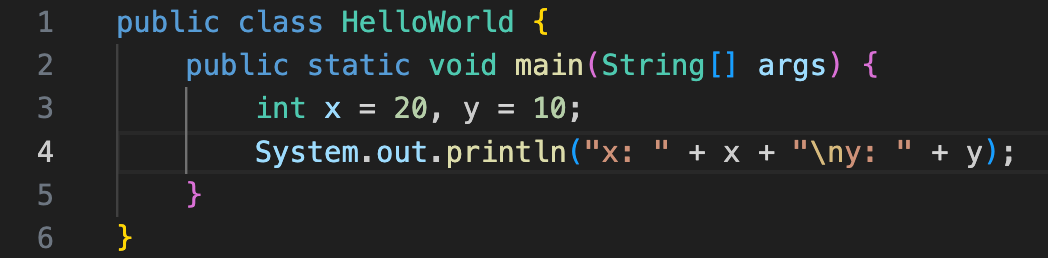 1 public class HelloWorld {
2     public static void main(String[] args) {
3         int x = 20, y = 10;
4         System.out.println("x: " + x + "\ny: " + y);
5     }
6 }